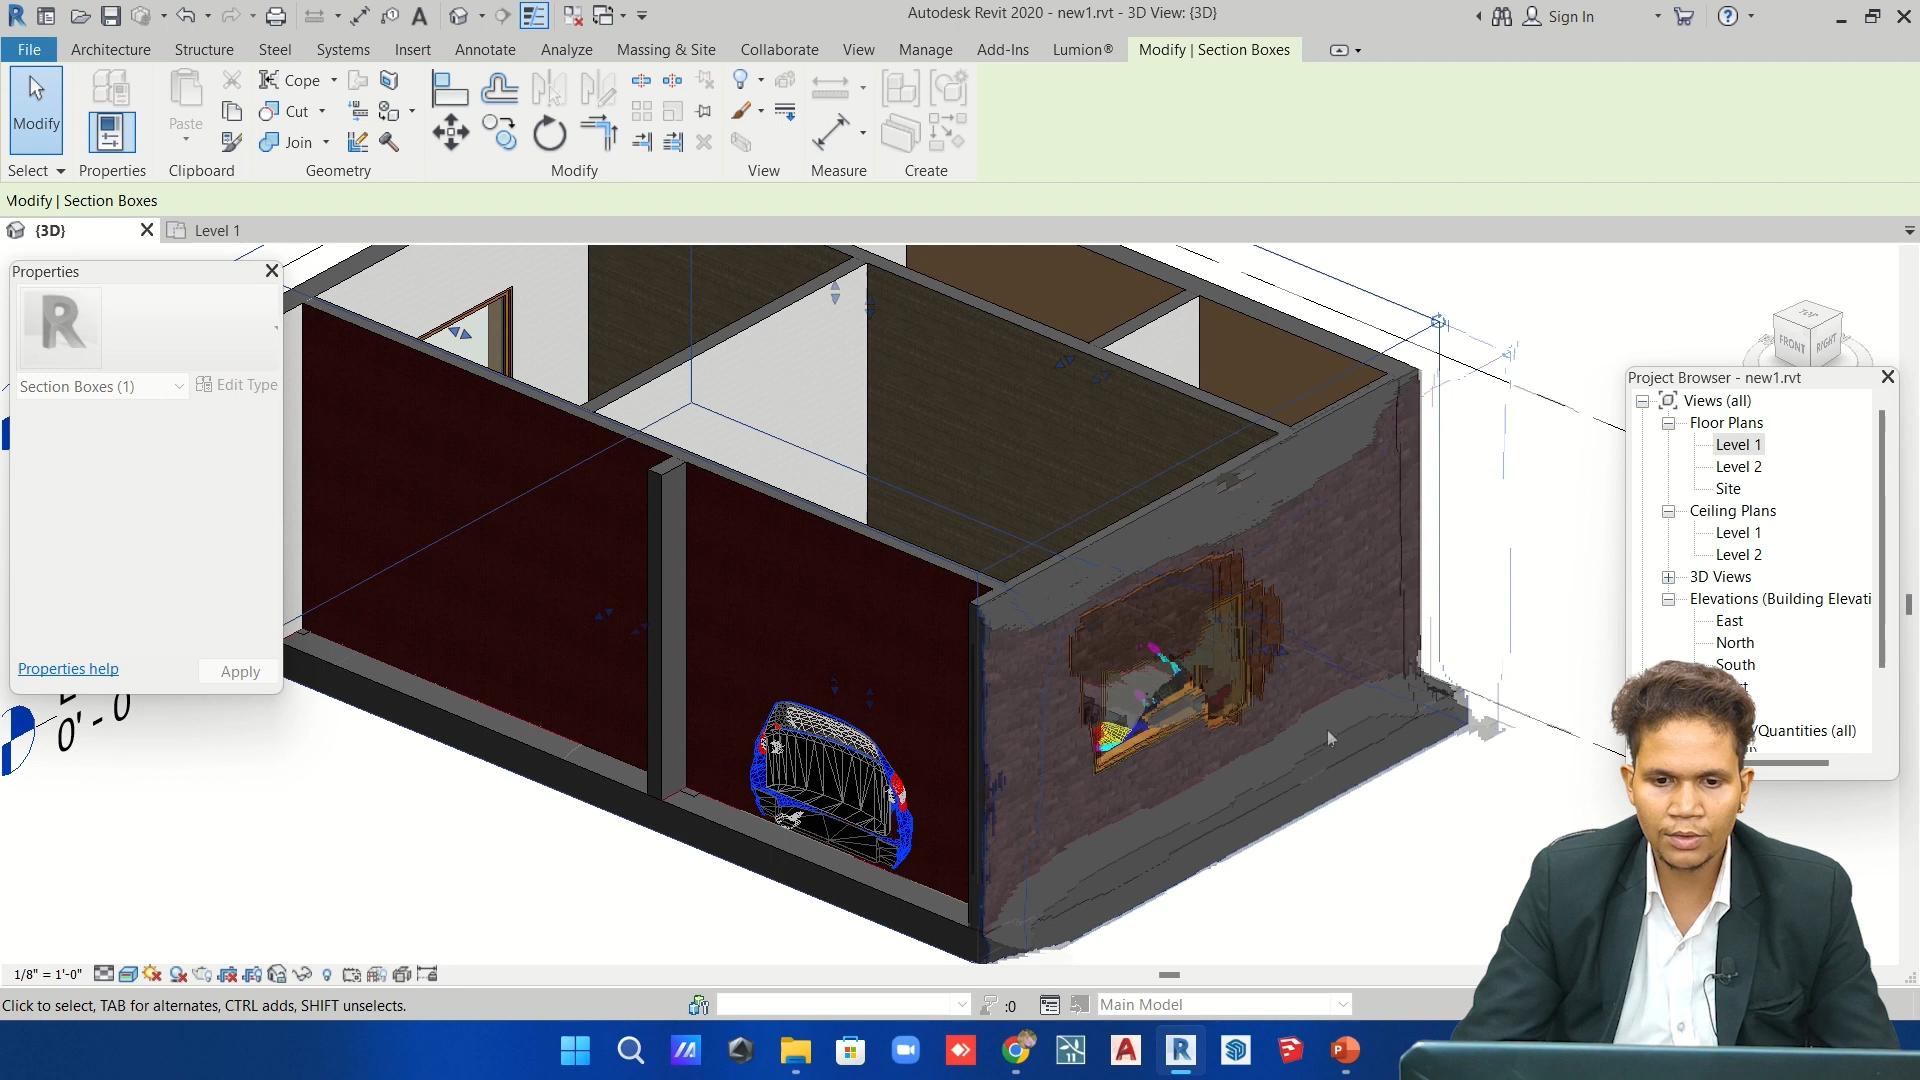 Autodesk Revit 2020 - new1.rvt - 3D View: {3D}
Sign In
File
Architecture
Structure
Steel
Systems
Insert
Annotate
Analyze
Massing & Site
Collaborate
View
Manage
Add-Ins
Lumion®
Modify | Section Boxes
Modify
Paste
Cope
Cut
Join
Select
Properties
Clipboard
Geometry
Modify
View
Measure
Create
Modify | Section Boxes
{3D}
Level 1
Properties
Section Boxes (1)
Edit Type
Properties help
Apply
0' - 0
TOP
FRONT
RIGHT
Project Browser - new1.rvt
Views (all)
Floor Plans
Level 1
Level 2
Site
Ceiling Plans
Level 1
Level 2
3D Views
Elevations (Building Elevati
East
North
South
/Quantities (all)
1/8" = 1'-0"
Click to select, TAB for alternates, CTRL adds, SHIFT unselects.
:0
Main Model